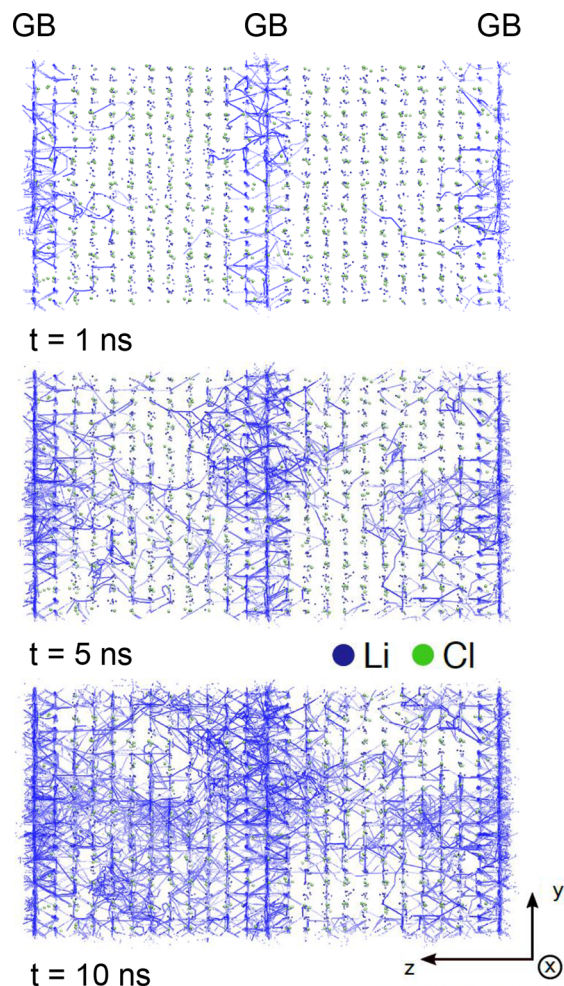 GB GB GB
t = 1 ns
t = 5 ns
Li Cl
t = 10 ns
y
z
x